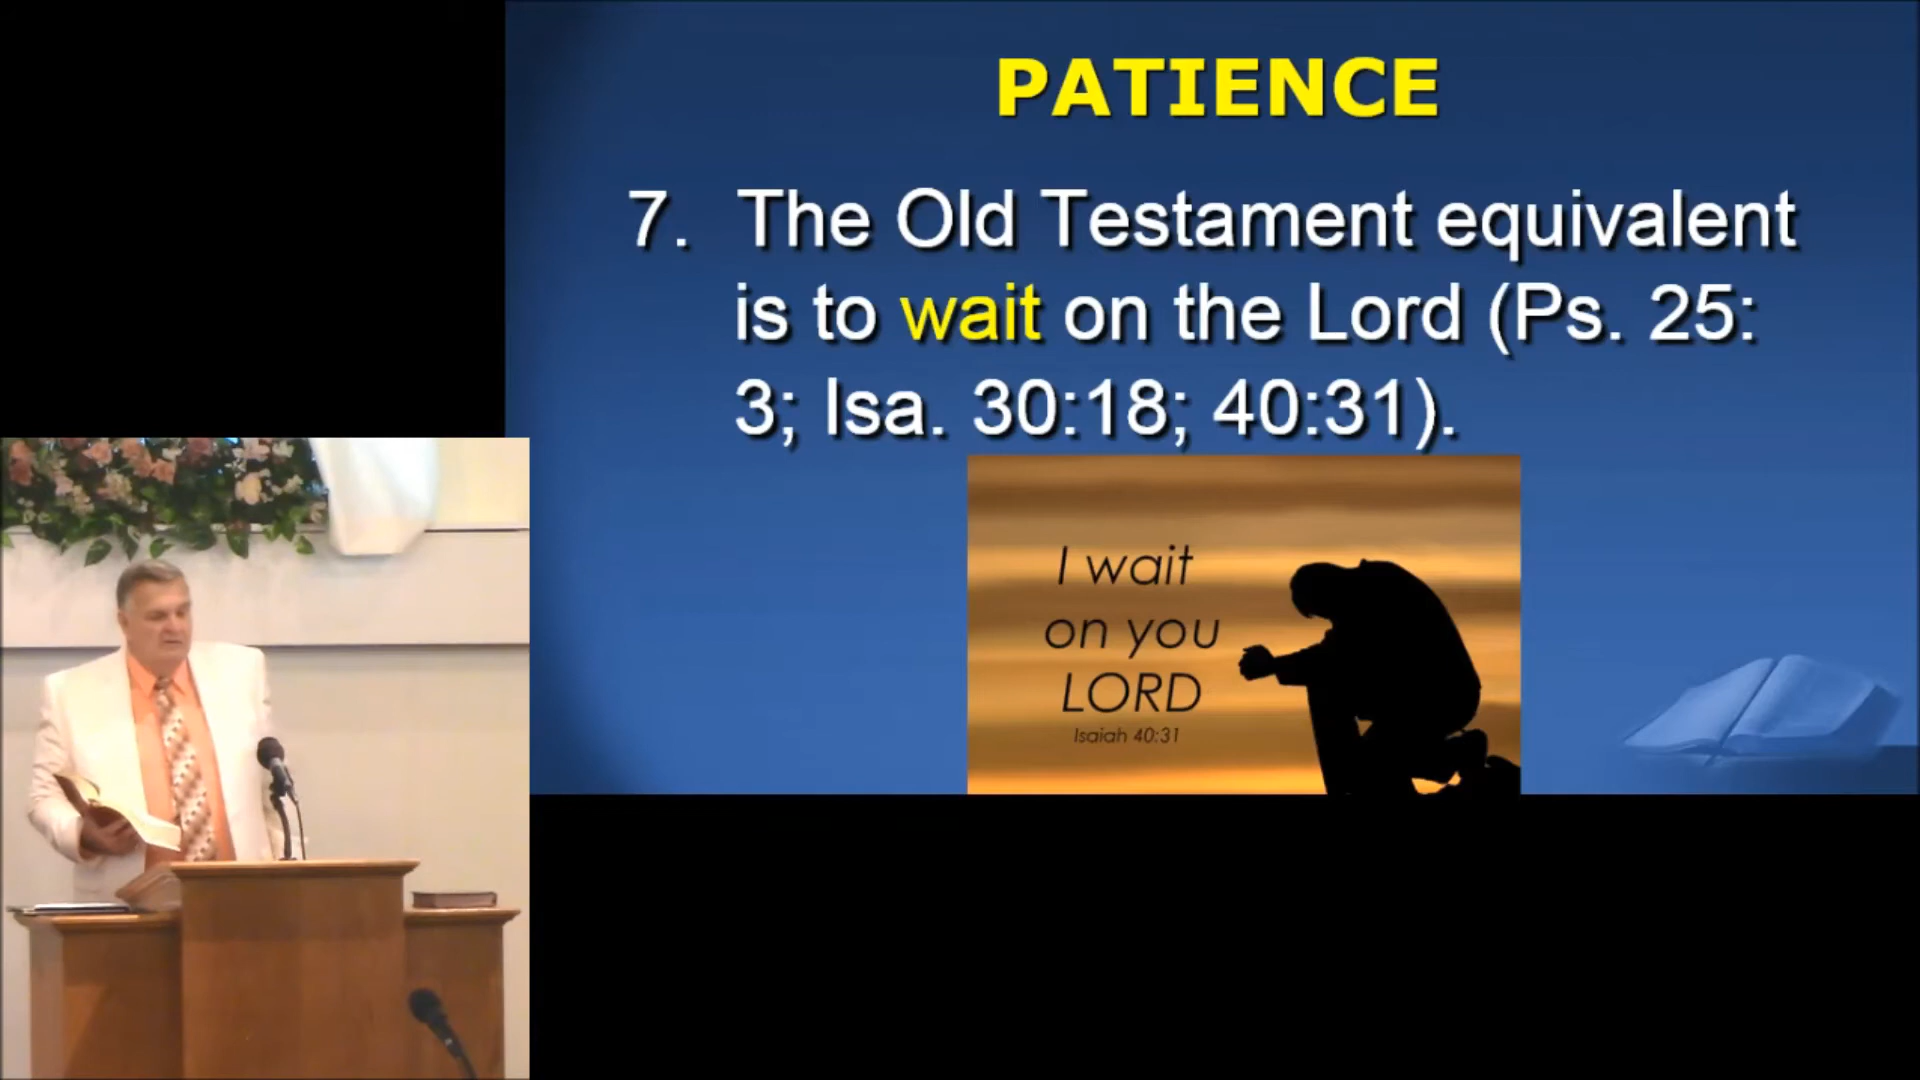 PATIENCE
7. The Old Testament equivalent
is to wait on the Lord (Ps. 25:
3; Isa. 30:18; 40:31).
I wait
on you
LORD
Isaiah 40:31